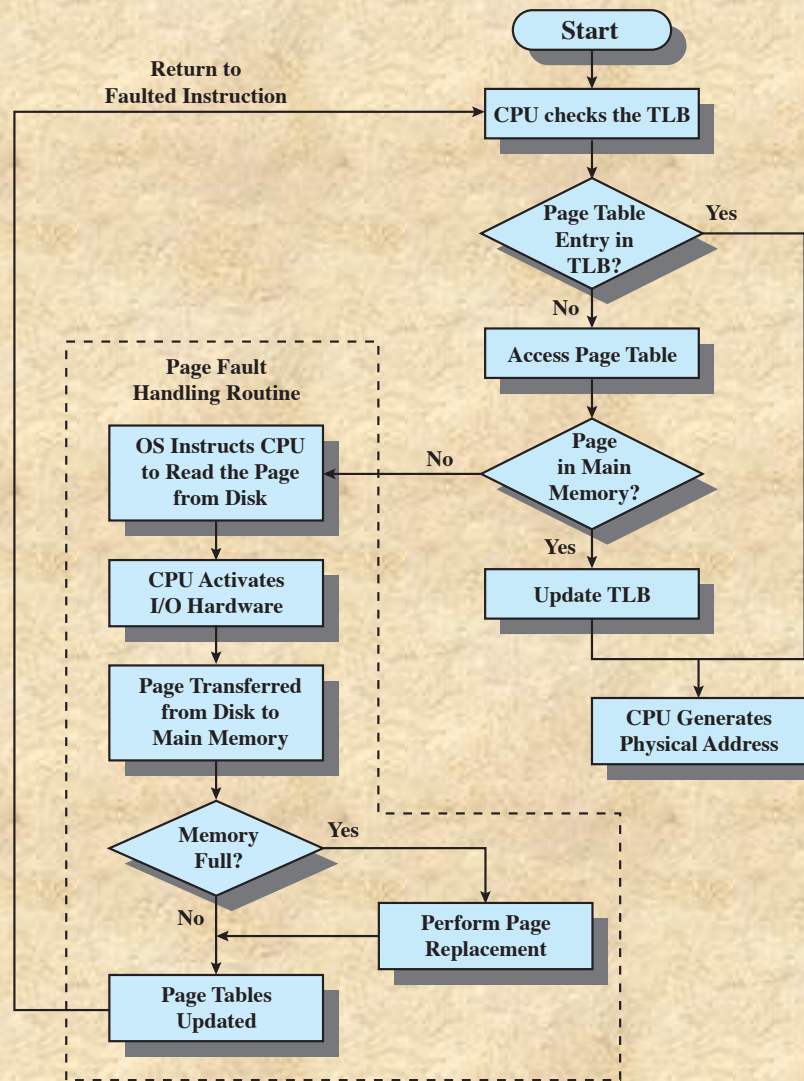 Start
Return to
Faulted Instruction
CPU checks the TLB
Page Table
Entry in
TLB?
Yes
No
Access Page Table
Page Fault
Handling Routine
OS Instructs CPU
to Read the Page
from Disk
No
Page
in Main
Memory?
Yes
CPU Activates
I/O Hardware
Update TLB
Page Transferred
from Disk to
Main Memory
CPU Generates
Physical Address
Memory
Full?
Yes
No
Perform Page
Replacement
Page Tables
Updated